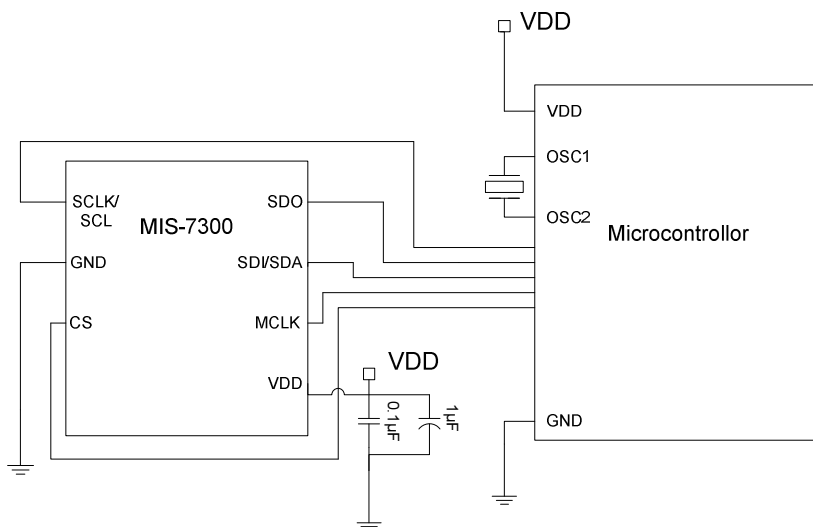 VDD
VDD
OSC1
OSC2
Microcontrollor
GND
SCLK/
SCL
MIS-7300
SDO
GND
SDI/SDA
CS
MCLK
VDD
VDD
0.1µF
1µF